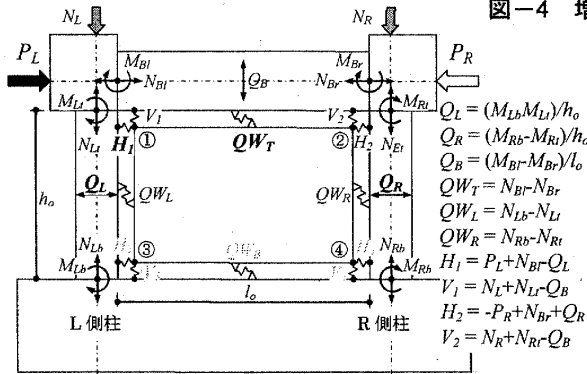 図－4 増
N_L
N_R
P_L
M_Bl
N_Bl
Q_B
M_Br
N_Br
P_R
M_Lt
V_1
V_2
M_Rt
N_Lt
H_1
①
QW_T
②
H_2
N_Et
h_o
Q_L
QW_L
QW_R
Q_R
N_Lb
③
QW_B
④
N_Rb
M_Lb
M_Rb
l_o
L 側柱
R 側柱
Q_L = (M_Lb M_Lt)/h_o
Q_R = (M_Rb-M_Rt)/h_o
Q_B = (M_Bl-M_Br)/l_o
QW_T = N_Bl-N_Br
QW_L = N_Lb-N_Lt
QW_R = N_Rb-N_Rt
H_1 = P_L+N_Bl-Q_L
V_1 = N_L+N_Lt-Q_B
H_2 = -P_R+N_Br+Q_R
V_2 = N_R+N_Rt-Q_B